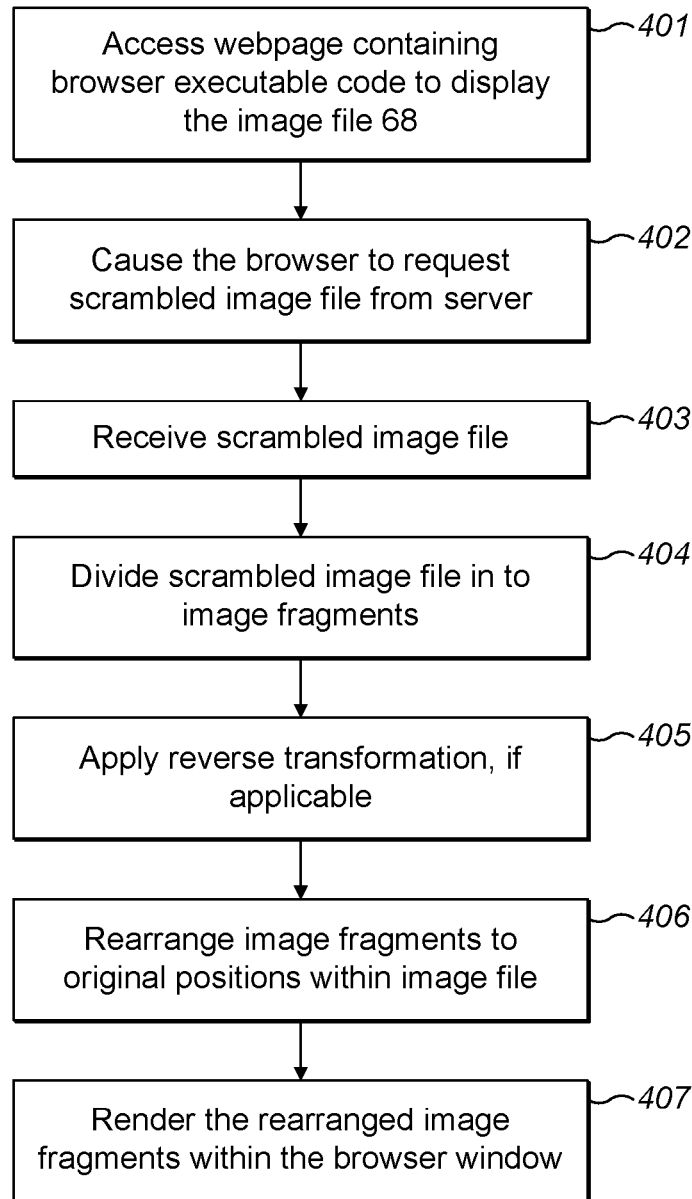 Access webpage containing
browser executable code to display
the image file 68
401
Cause the browser to request
scrambled image file from server
402
Receive scrambled image file
403
Divide scrambled image file in to
image fragments
404
Apply reverse transformation, if
applicable
405
Rearrange image fragments to
original positions within image file
406
Render the rearranged image
fragments within the browser window
407